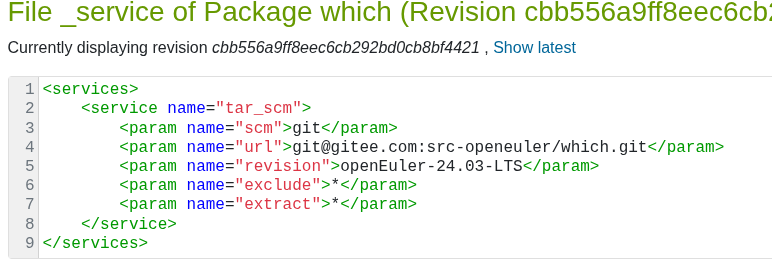 File _service of Package which (Revision cbb556a9ff8eec6cb2
Currently displaying revision cbb556a9ff8eec6cb292bd0cb8bf4421 , Show latest
1 <services>
2     <service name="tar_scm">
3         <param name="scm">git</param>
4         <param name="url">git@gitee.com:src-openeuler/which.git</param>
5         <param name="revision">openEuler-24.03-LTS</param>
6         <param name="exclude">*</param>
7         <param name="extract">*</param>
8     </service>
9 </services>